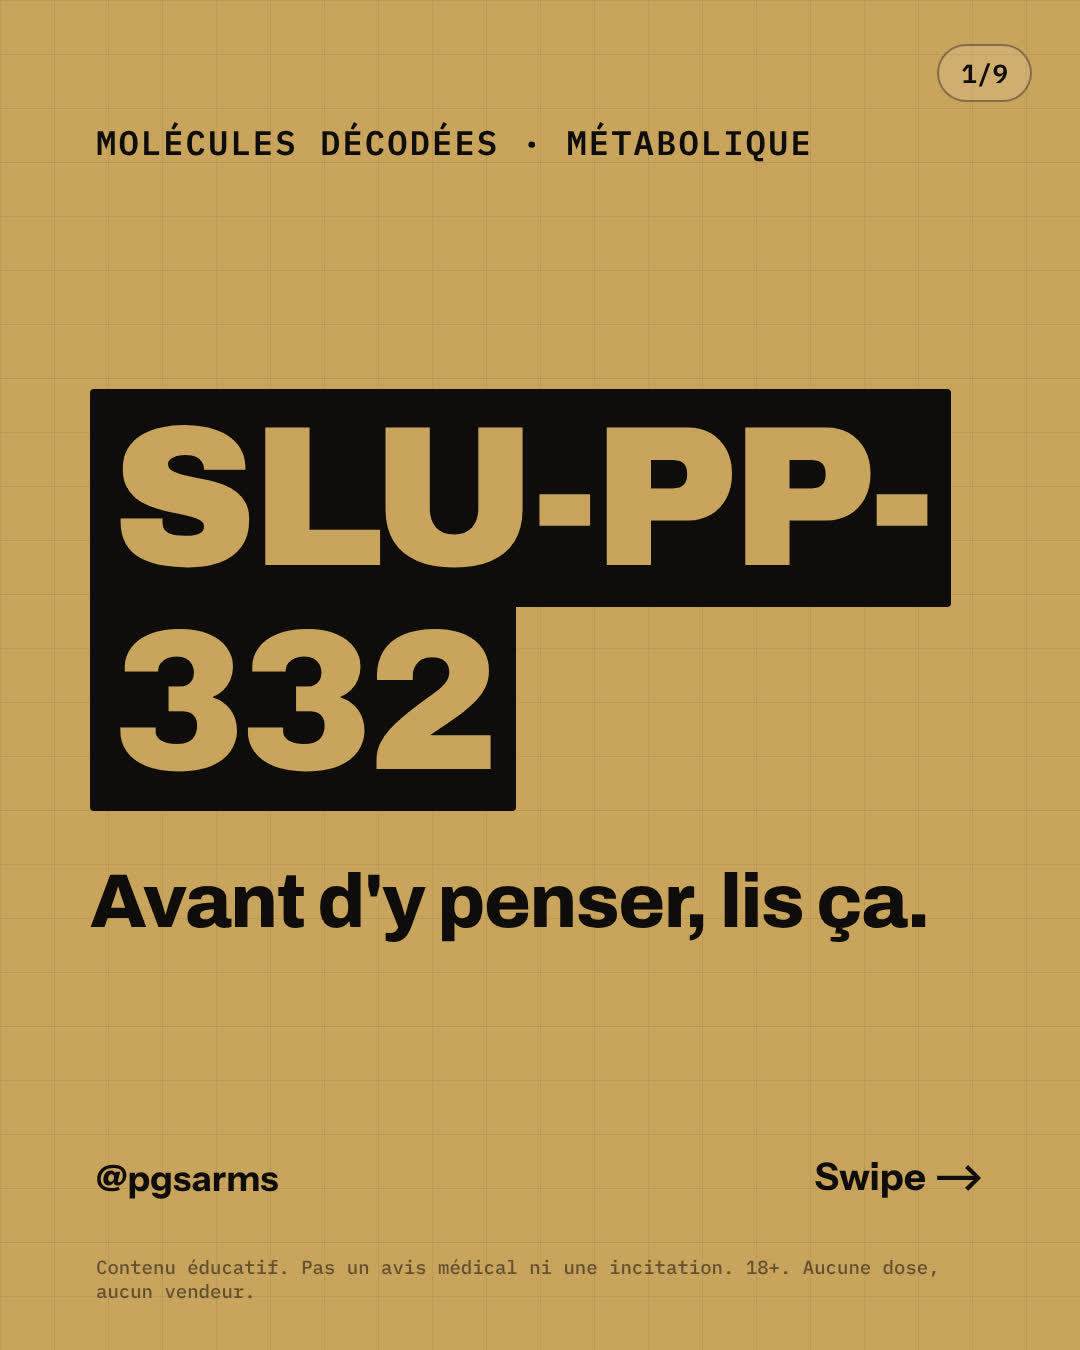 1/9
MOLÉCULES DÉCODÉES · MÉTABOLIQUE
SLU-PP-
332
Avant d'y penser, lis ça.
@pgsarms
Swipe →
Contenu éducatif. Pas un avis médical ni une incitation. 18+. Aucune dose,
aucun vendeur.